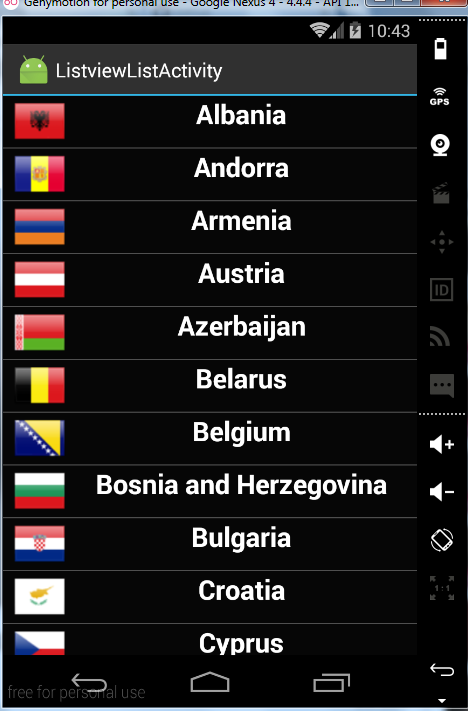 Genymotion for personal use - Google Nexus 4 - 4.4.4 - API 1...
10:43
ListviewListActivity
GPS
Albania
Andorra
Armenia
Austria
ID
Azerbaijan
Belarus
Belgium
Bosnia and Herzegovina
Bulgaria
Croatia
1:1
Cyprus
free for personal use